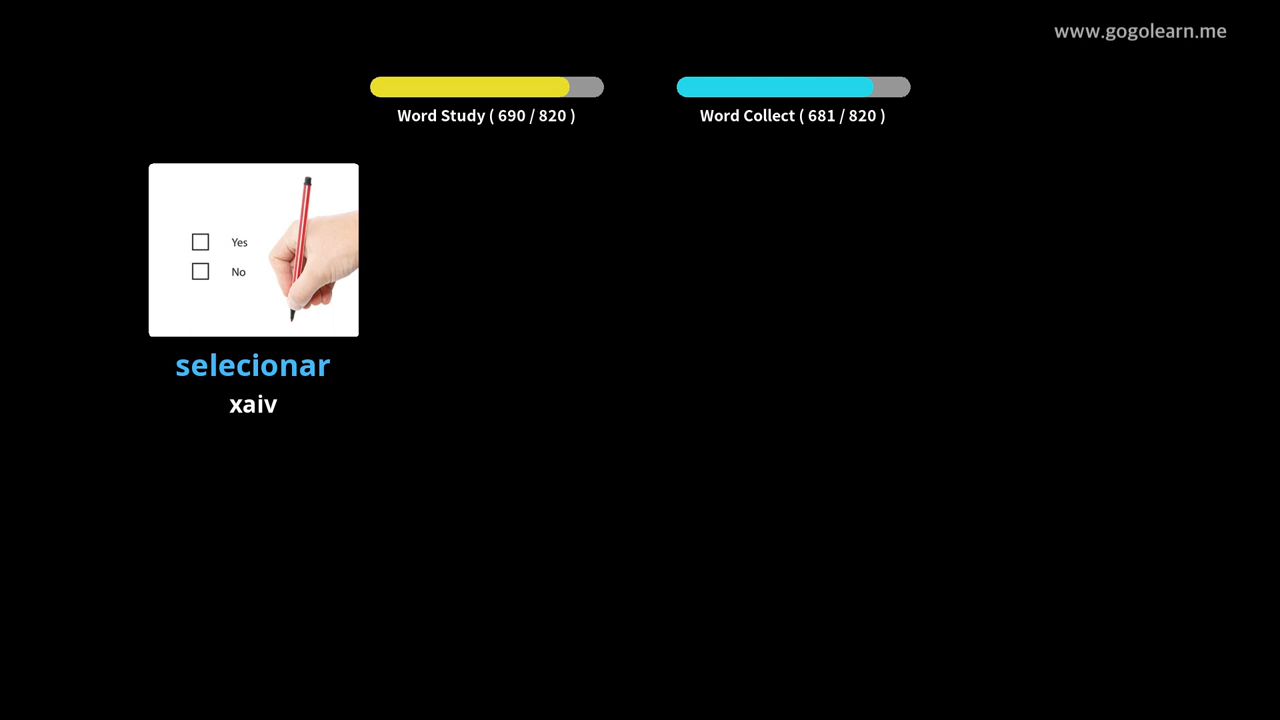 www.gogolearn.me
Word Study ( 690 / 820 )
Word Collect ( 681 / 820 )
Yes
No
selecionar
xaiv